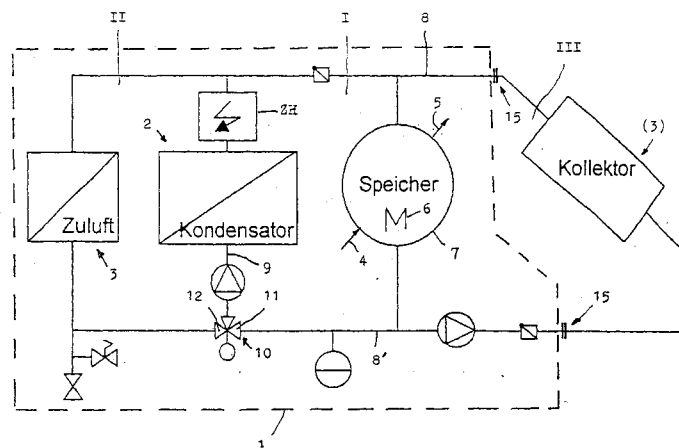 II
I
8
III
15
5
ZH
2
(3)
Kollektor
Speicher
6
Zuluft
Kondensator
3
4
7
9
12
11
10
8'
15
1